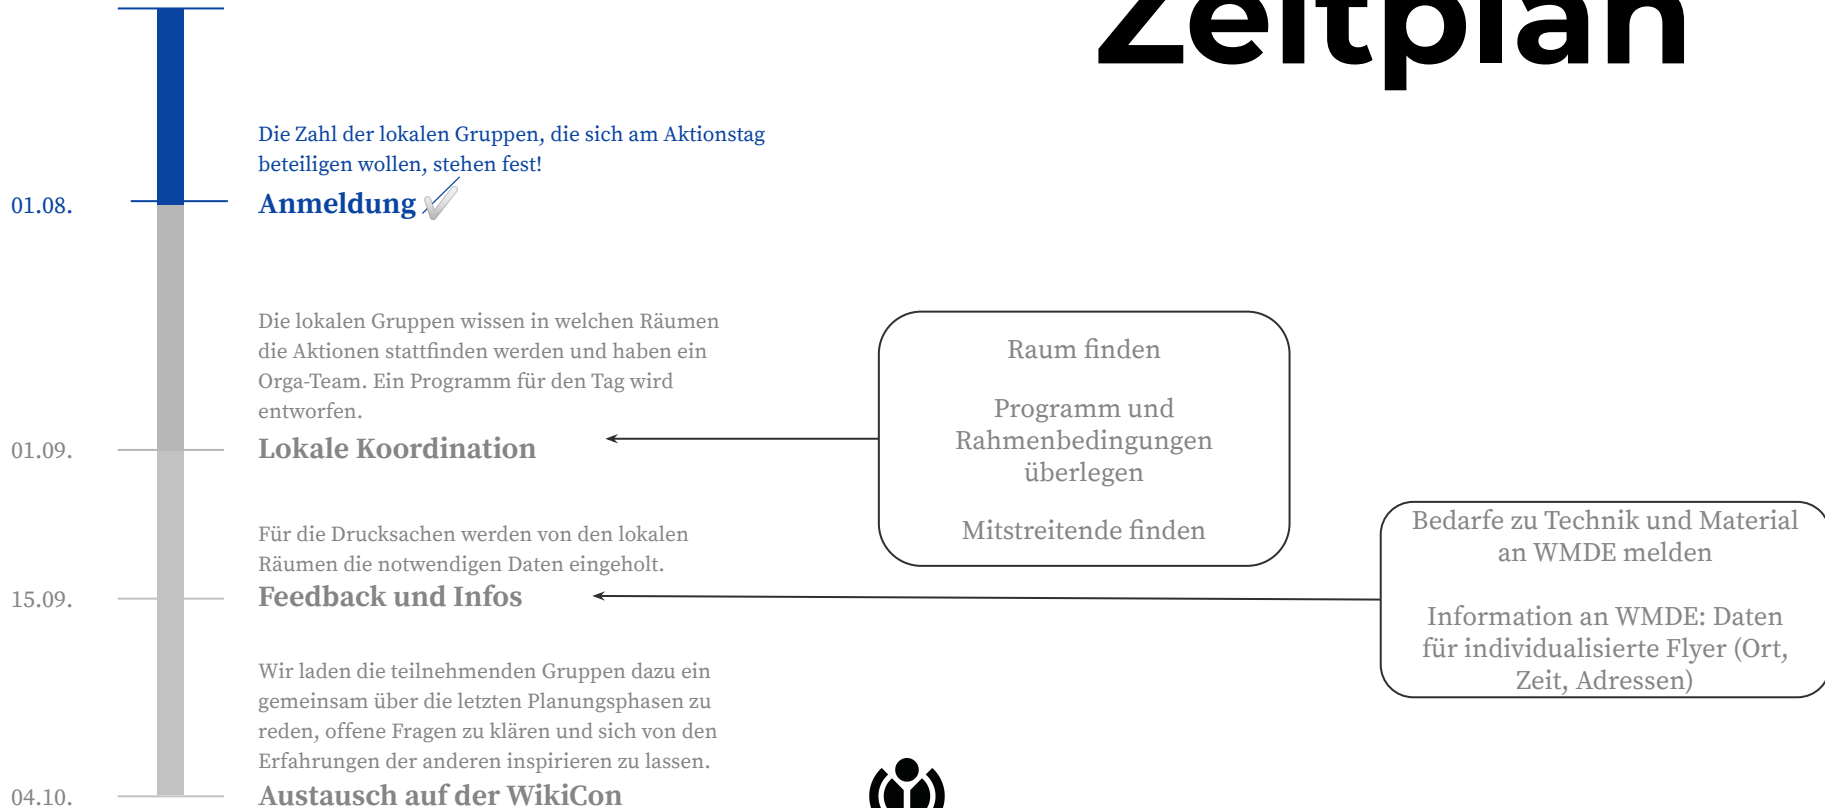 Zeitplan
Die Zahl der lokalen Gruppen, die sich am Aktionstag
beteiligen wollen, stehen fest!
01.08.
Anmeldung
Die lokalen Gruppen wissen in welchen Räumen
die Aktionen stattfinden werden und haben ein
Orga-Team. Ein Programm für den Tag wird
entworfen.
01.09.
Lokale Koordination
Raum finden
Programm und
Rahmenbedingungen
überlegen
Mitstreitende finden
Für die Drucksachen werden von den lokalen
Räumen die notwendigen Daten eingeholt.
15.09.
Feedback und Infos
Bedarfe zu Technik und Material
an WMDE melden
Information an WMDE: Daten
für individualisierte Flyer (Ort,
Zeit, Adressen)
Wir laden die teilnehmenden Gruppen dazu ein
gemeinsam über die letzten Planungsphasen zu
reden, offene Fragen zu klären und sich von den
Erfahrungen der anderen inspirieren zu lassen.
04.10.
Austausch auf der WikiCon